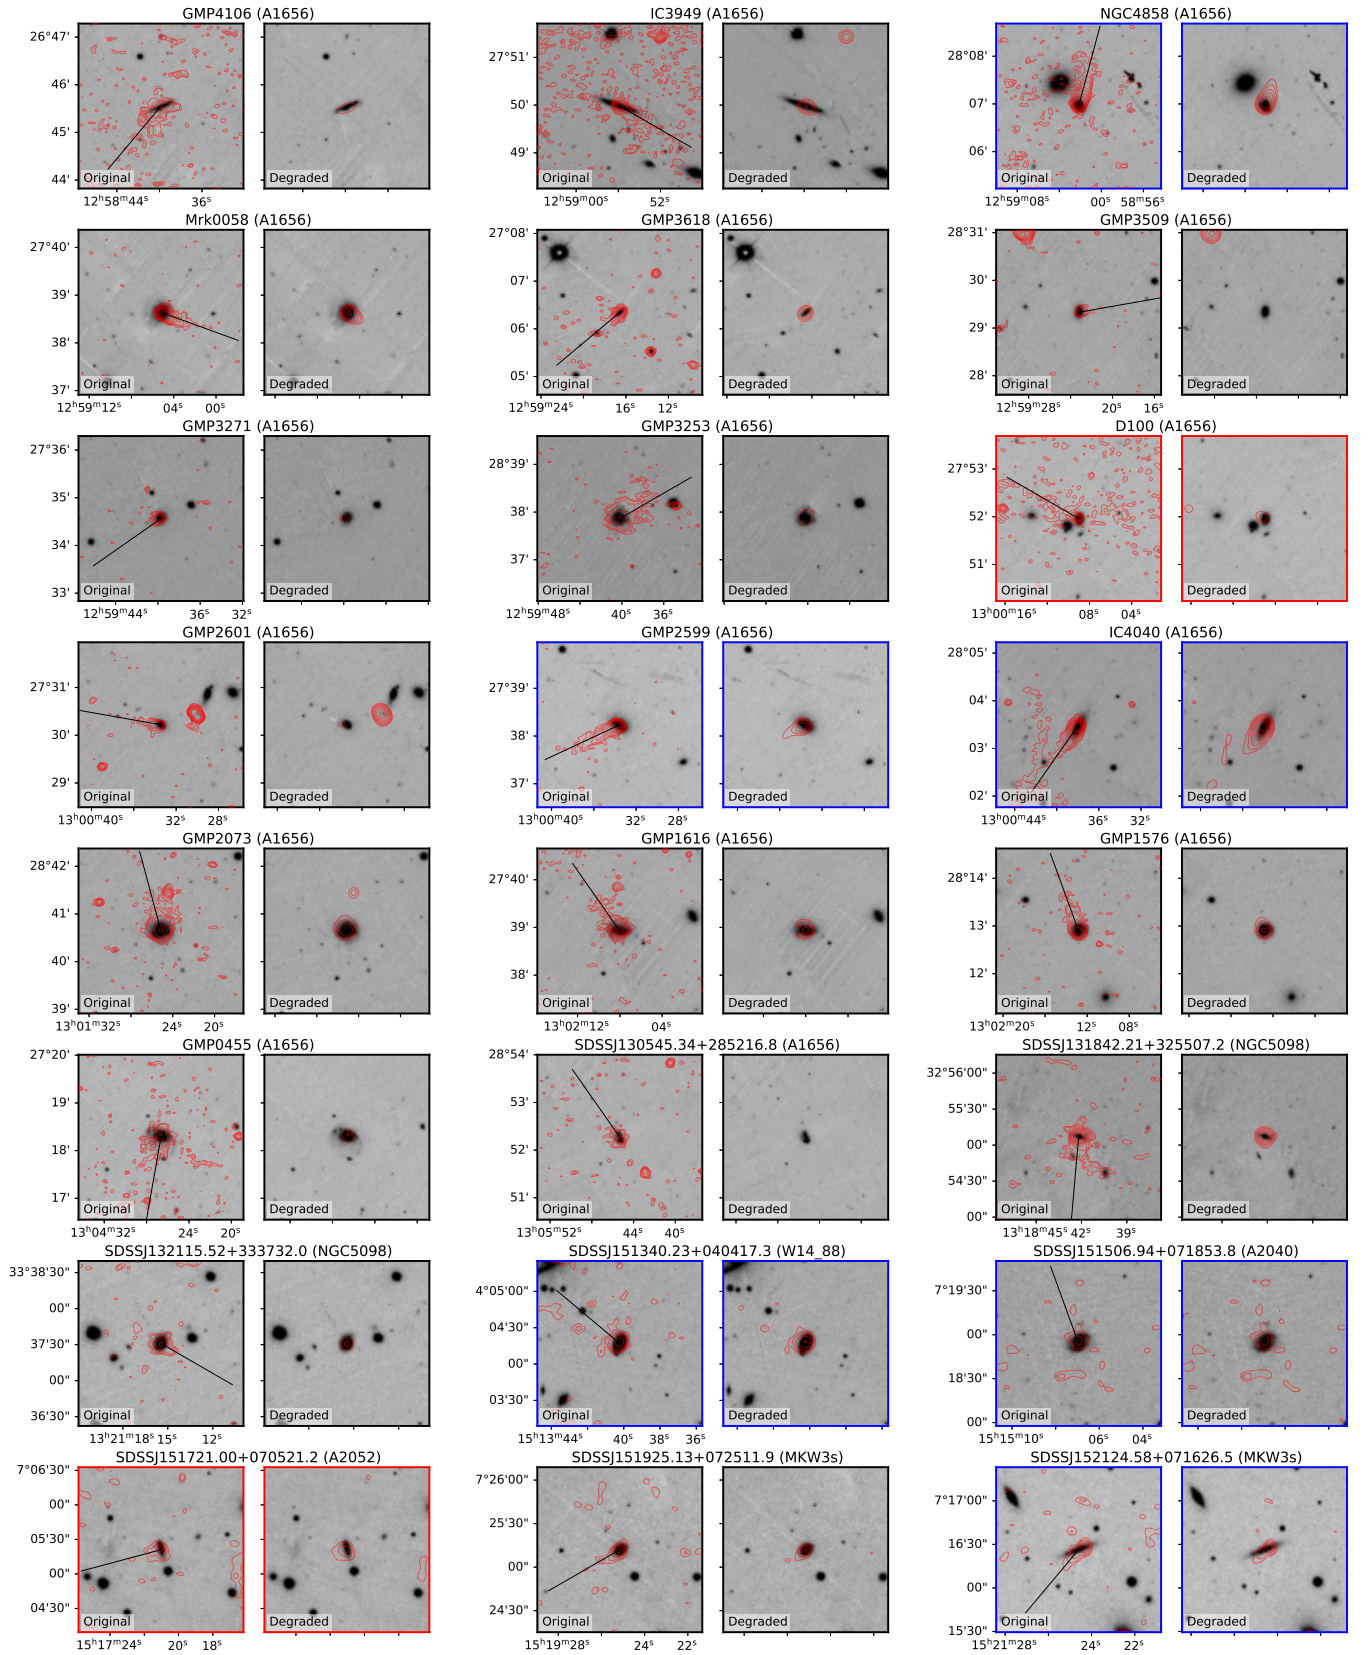 GMP4106 (A1656)
IC3949 (A1656)
NGC4858 (A1656)
26°47'
46'
45'
44'
Original
Degraded
12ʰ58ᵐ44ˢ
36ˢ
27°51'
50'
49'
Original
Degraded
12ʰ59ᵐ00ˢ
52ˢ
28°08'
07'
06'
Original
Degraded
12ʰ59ᵐ08ˢ
00ˢ
58ᵐ56ˢ
Mrk0058 (A1656)
GMP3618 (A1656)
GMP3509 (A1656)
27°40'
39'
38'
37'
Original
Degraded
12ʰ59ᵐ12ˢ
04ˢ
00ˢ
27°08'
07'
06'
05'
Original
Degraded
12ʰ59ᵐ24ˢ
16ˢ
12ˢ
28°31'
30'
29'
28'
Original
Degraded
12ʰ59ᵐ28ˢ
20ˢ
16ˢ
GMP3271 (A1656)
GMP3253 (A1656)
D100 (A1656)
27°36'
35'
34'
33'
Original
Degraded
12ʰ59ᵐ44ˢ
36ˢ
32ˢ
28°39'
38'
37'
Original
Degraded
12ʰ59ᵐ48ˢ
40ˢ
36ˢ
27°53'
52'
51'
Original
Degraded
13ʰ00ᵐ16ˢ
08ˢ
04ˢ
GMP2601 (A1656)
GMP2599 (A1656)
IC4040 (A1656)
27°31'
30'
29'
Original
Degraded
13ʰ00ᵐ40ˢ
32ˢ
28ˢ
27°39'
38'
37'
Original
Degraded
13ʰ00ᵐ40ˢ
32ˢ
28ˢ
28°05'
04'
03'
02'
Original
Degraded
13ʰ00ᵐ44ˢ
36ˢ
32ˢ
GMP2073 (A1656)
GMP1616 (A1656)
GMP1576 (A1656)
28°42'
41'
40'
39'
Original
Degraded
13ʰ01ᵐ32ˢ
24ˢ
20ˢ
27°40'
39'
38'
Original
Degraded
13ʰ02ᵐ12ˢ
04ˢ
28°14'
13'
12'
Original
Degraded
13ʰ02ᵐ20ˢ
12ˢ
08ˢ
GMP0455 (A1656)
SDSSJ130545.34+285216.8 (A1656)
SDSSJ131842.21+325507.2 (NGC5098)
27°20'
19'
18'
17'
Original
Degraded
13ʰ04ᵐ32ˢ
24ˢ
20ˢ
28°54'
53'
52'
51'
Original
Degraded
13ʰ05ᵐ52ˢ
44ˢ
40ˢ
32°56'00"
55'30"
00"
54'30"
00"
Original
Degraded
13ʰ18ᵐ45ˢ
42ˢ
39ˢ
SDSSJ132115.52+333732.0 (NGC5098)
SDSSJ151340.23+040417.3 (W14_88)
SDSSJ151506.94+071853.8 (A2040)
33°38'30"
00"
37'30"
00"
36'30"
Original
Degraded
13ʰ21ᵐ18ˢ
15ˢ
12ˢ
4°05'00"
04'30"
00"
03'30"
Original
Degraded
15ʰ13ᵐ44ˢ
40ˢ
38ˢ
36ˢ
7°19'30"
00"
18'30"
00"
Original
Degraded
15ʰ15ᵐ10ˢ
06ˢ
04ˢ
SDSSJ151721.00+070521.2 (A2052)
SDSSJ151925.13+072511.9 (MKW3s)
SDSSJ152124.58+071626.5 (MKW3s)
7°06'30"
00"
05'30"
00"
04'30"
Original
Degraded
15ʰ17ᵐ24ˢ
20ˢ
18ˢ
7°26'00"
25'30"
00"
24'30"
Original
Degraded
15ʰ19ᵐ28ˢ
24ˢ
22ˢ
7°17'00"
16'30"
00"
15'30"
Original
Degraded
15ʰ21ᵐ28ˢ
24ˢ
22ˢ